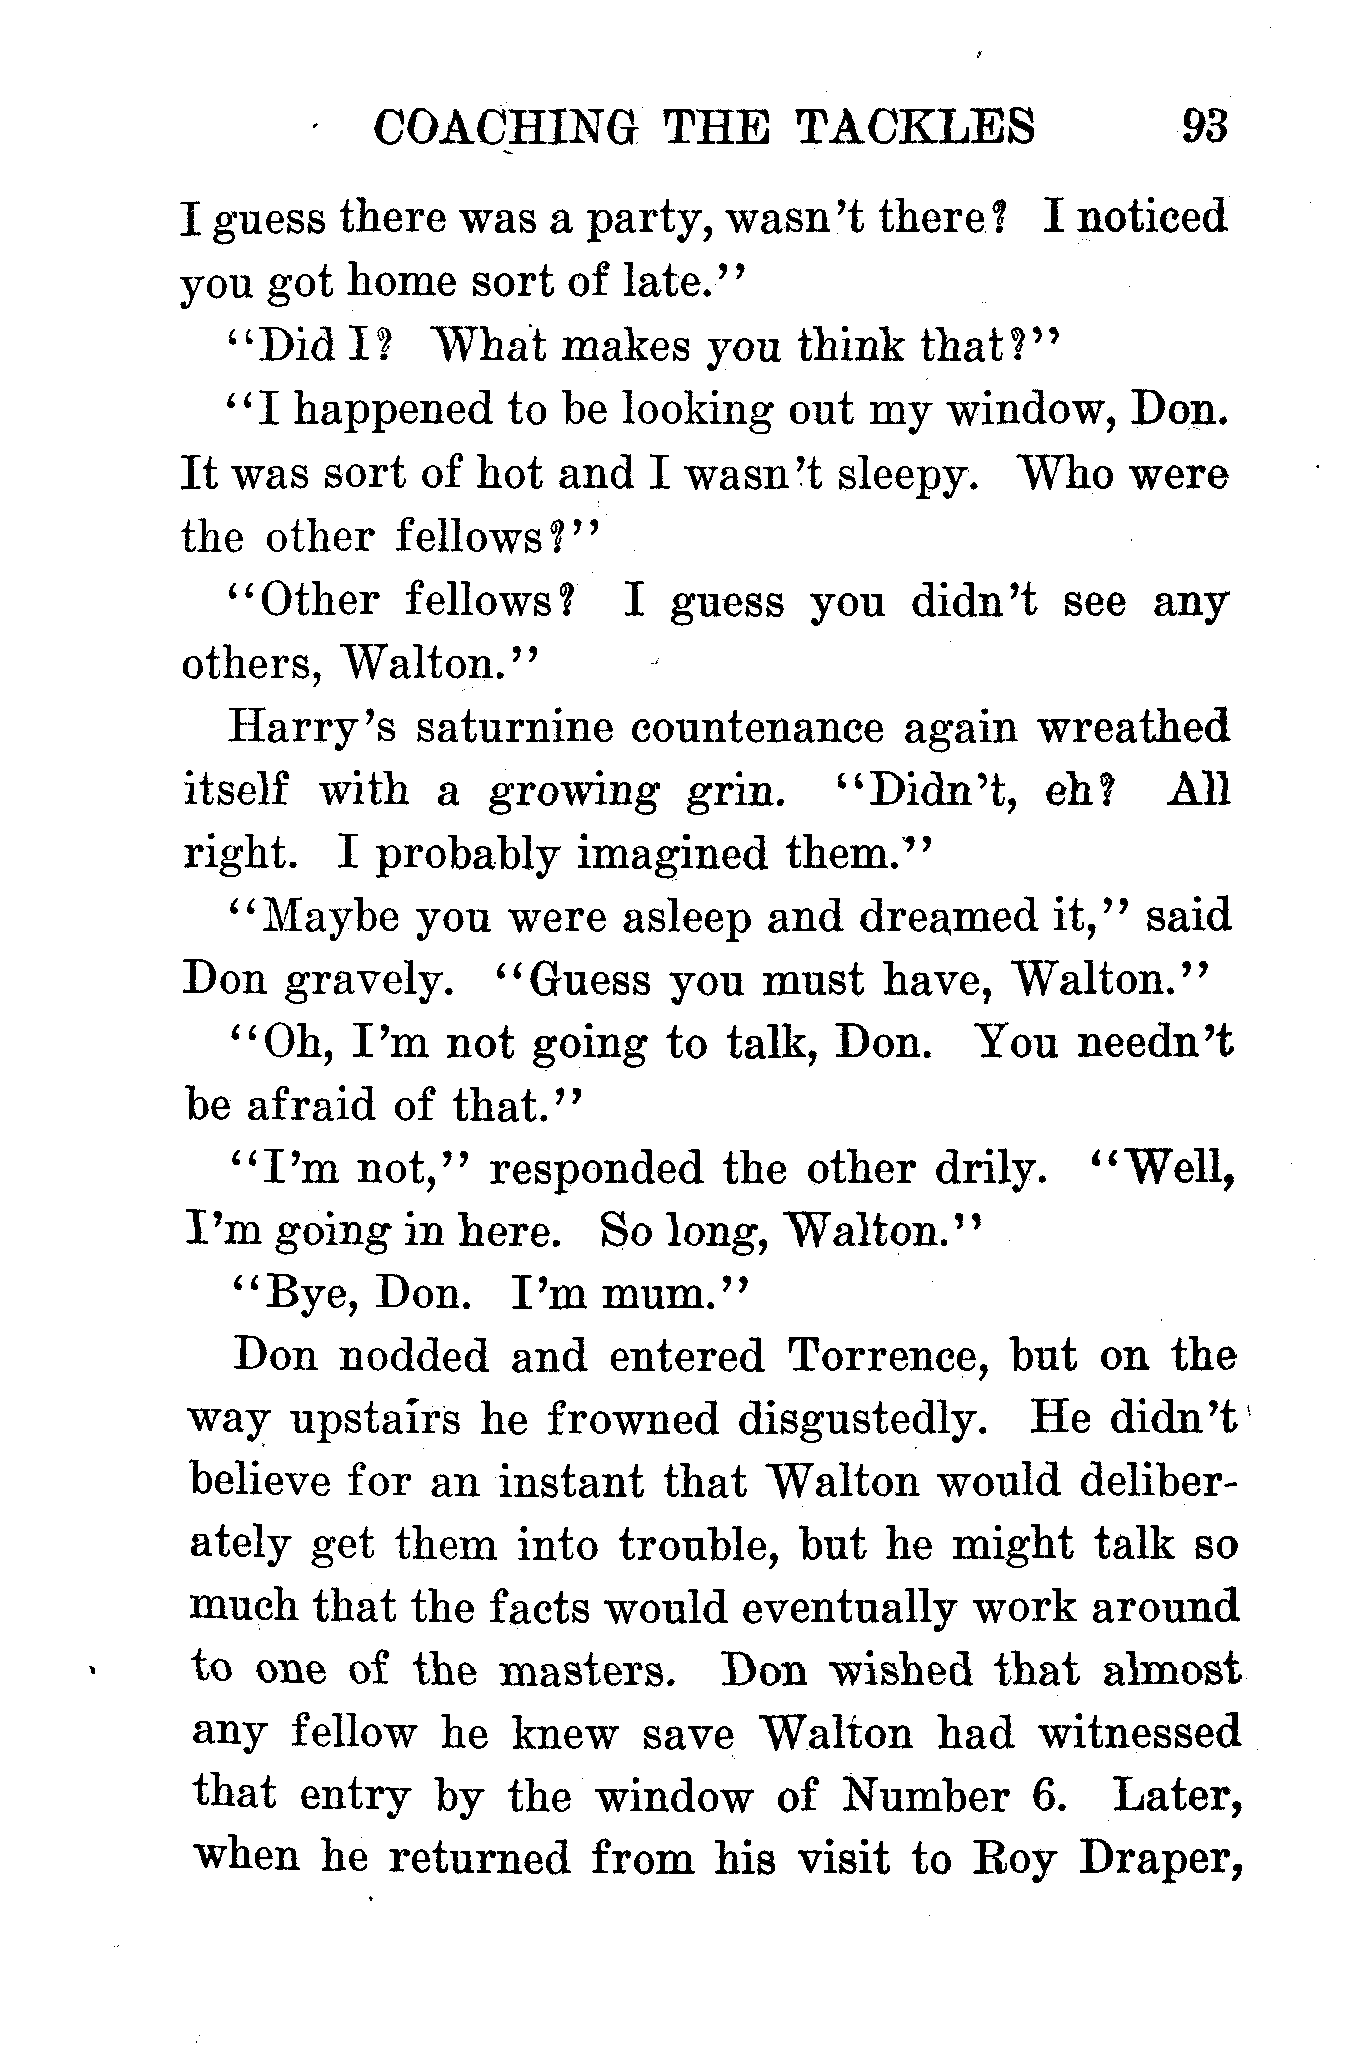 COACHING THE TACKLES 93
I guess there was a party, wasn't there? I noticed
you got home sort of late."
"Did I? What makes you think that?"
"I happened to be looking out my window, Don.
It was sort of hot and I wasn't sleepy. Who were
the other fellows?"
"Other fellows? I guess you didn't see any
others, Walton."
Harry's saturnine countenance again wreathed
itself with a growing grin. "Didn't, eh? All
right. I probably imagined them."
"Maybe you were asleep and dreamed it," said
Don gravely. "Guess you must have, Walton."
"Oh, I'm not going to talk, Don. You needn't
be afraid of that."
"I'm not," responded the other drily. "Well,
I'm going in here. So long, Walton."
"Bye, Don. I'm mum."
Don nodded and entered Torrence, but on the
way upstairs he frowned disgustedly. He didn't
believe for an instant that Walton would deliber-
ately get them into trouble, but he might talk so
much that the facts would eventually work around
to one of the masters. Don wished that almost
any fellow he knew save Walton had witnessed
that entry by the window of Number 6. Later,
when he returned from his visit to Roy Draper,